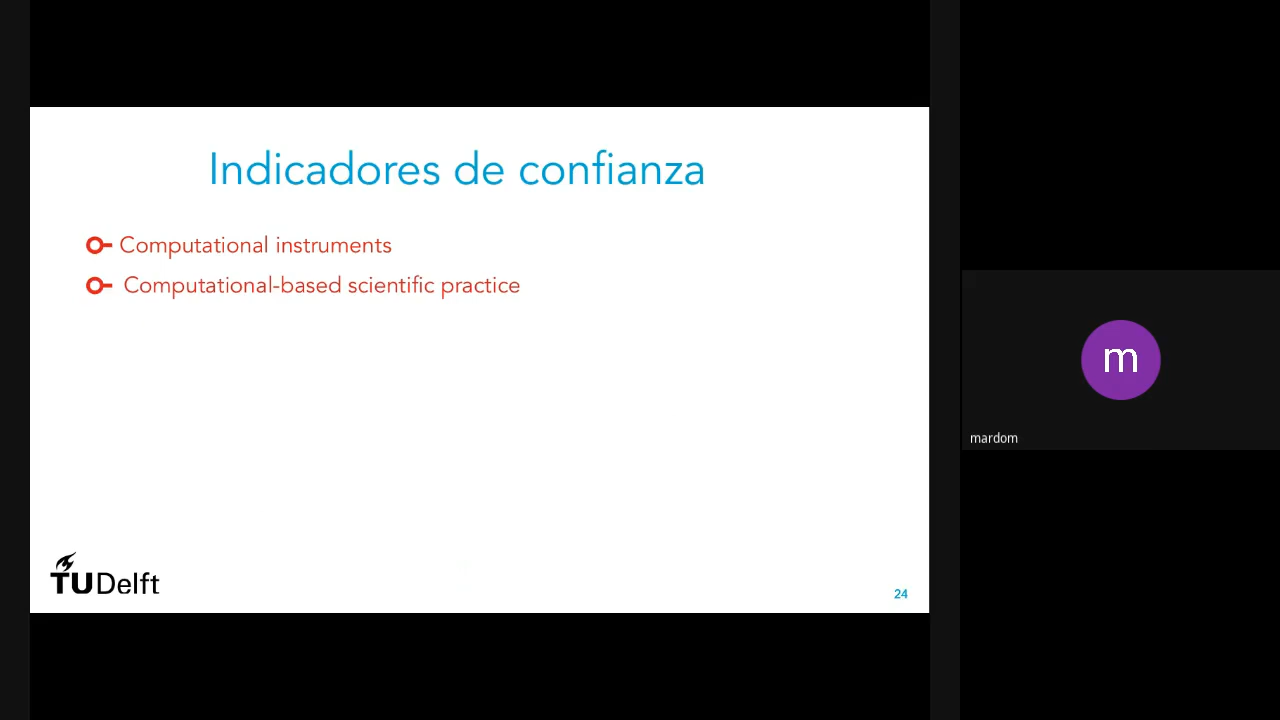 Indicadores de confianza
Computational instruments
Computational-based scientific practice
TUDelft
24
m
mardom